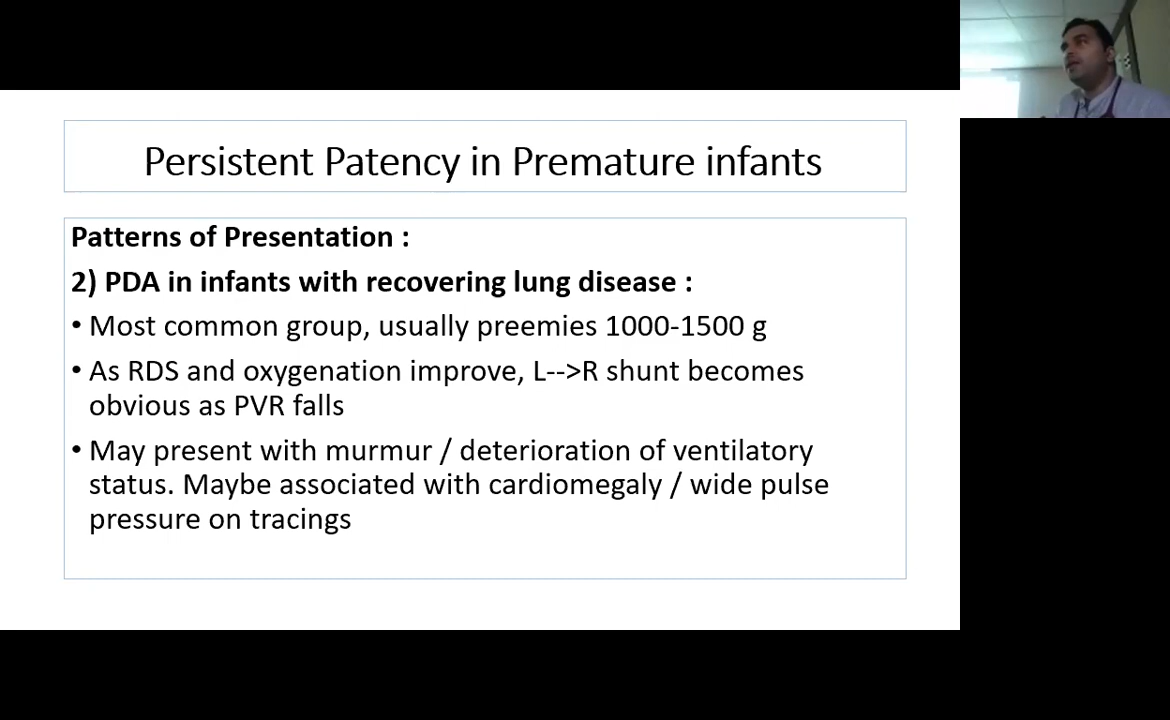 Persistent Patency in Premature infants
Patterns of Presentation :
2) PDA in infants with recovering lung disease :
• Most common group, usually preemies 1000-1500 g
• As RDS and oxygenation improve, L-->R shunt becomes
obvious as PVR falls
• May present with murmur / deterioration of ventilatory
status. Maybe associated with cardiomegaly / wide pulse
pressure on tracings